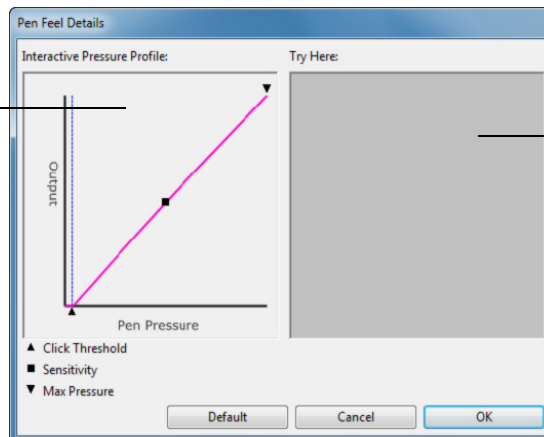 Pen Feel Details
Interactive Pressure Profile:
Try Here:
Output
Pen Pressure
▲ Click Threshold
■ Sensitivity
▼ Max Pressure
Default
Cancel
OK